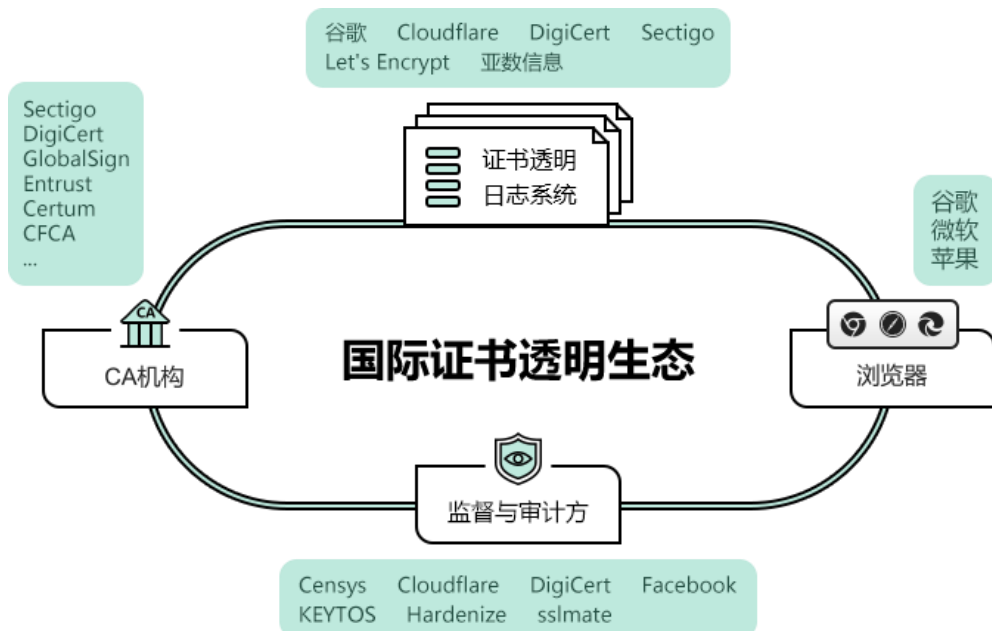 谷歌 Cloudflare DigiCert Sectigo
Let's Encrypt 亚数信息
Sectigo
DigiCert
GlobalSign
Entrust
Certum
CFCA
...
证书透明
日志系统
谷歌
微软
苹果
CA
CA机构
国际证书透明生态
浏览器
监督与审计方
Censys Cloudflare DigiCert Facebook
KEYTOS Hardenize sslmate